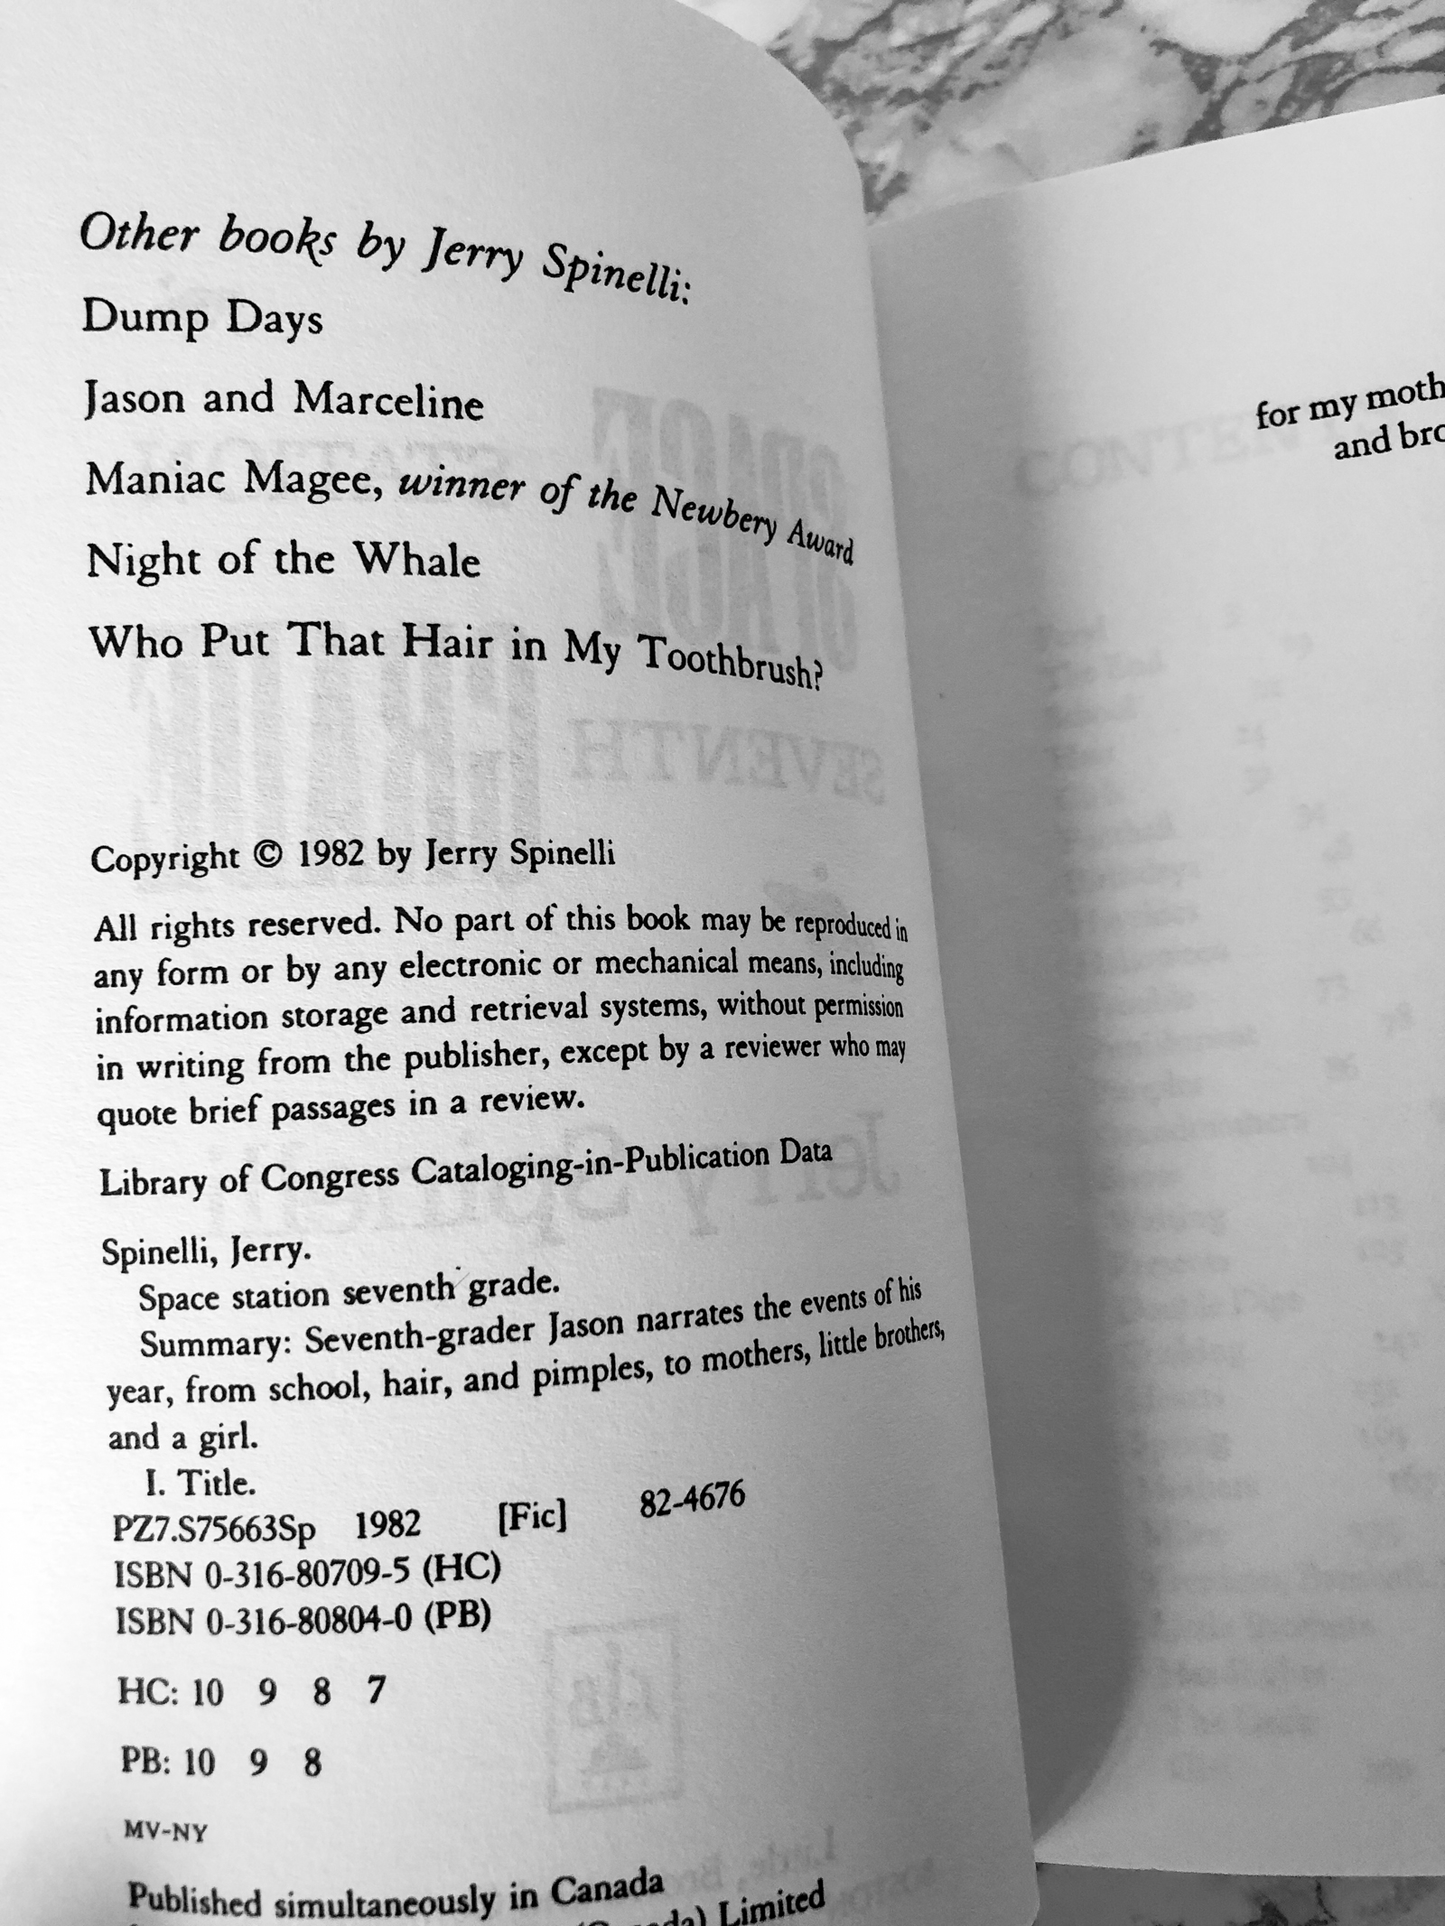 Other books by Jerry Spinelli:
Dump Days
Jason and Marceline
Maniac Magee, winner of the Newbery Award
Night of the Whale
Who Put That Hair in My Toothbrush?
Copyright © 1982 by Jerry Spinelli
All rights reserved. No part of this book may be reproduced in
any form or by any electronic or mechanical means, including
information storage and retrieval systems, without permission
in writing from the publisher, except by a reviewer who may
quote brief passages in a review.
Library of Congress Cataloging-in-Publication Data
Spinelli, Jerry.
Space station seventh grade.
Summary: Seventh-grader Jason narrates the events of his
year, from school, hair, and pimples, to mothers, little brothers,
and a girl.
I. Title.
PZ7.S75663Sp 1982 [Fic] 82-4676
ISBN 0-316-80709-5 (HC)
ISBN 0-316-80804-0 (PB)
HC: 10 9 8 7
PB: 10 9 8
MV-NY
Published simultaneously in Canada
Limited
for my moth
and bro